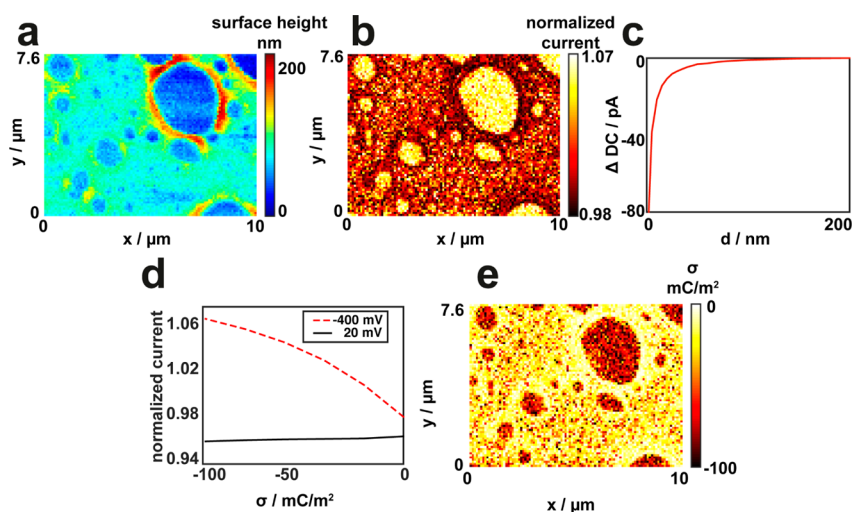 a
surface height
nm
7.6
200
y / µm
0
0
0
x / µm
10
b
normalized
current
1.07
7.6
y / µm
0
0.98
0
x / µm
10
c
0
Δ DC / pA
-40
-80
0
d / nm
200
d
normalized current
1.06
1.02
0.98
0.94
-400 mV
20 mV
-100
-50
0
σ / mC/m²
e
σ
mC/m²
7.6
0
y / µm
0
-100
0
x / µm
10